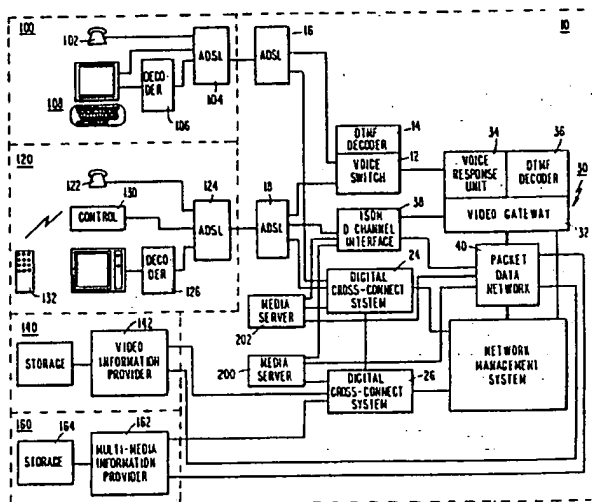 100
102
ADSL
104
DECO-
DER
106
108
16
ADSL
10
14
DTMF
DECODER
VOICE
SWITCH
12
34
36
VOICE
RESPONSE
UNIT
DTMF
DECODER
30
VIDEO GATEWAY
32
120
122
130
CONTROL
124
ADSL
18
ADSL
132
DECO-
DER
126
38
ISDN
D CHANNEL
INTERFACE
24
DIGITAL
CROSS-CONNECT
SYSTEM
40
PACKET
DATA
NETWORK
MEDIA
SERVER
202
MEDIA
SERVER
200
DIGITAL
CROSS-CONNECT
SYSTEM
26
NETWORK
MANAGEMENT
SYSTEM
140
142
STORAGE
VIDEO
INFORMATION
PROVIDER
160
164
162
STORAGE
MULTI-MEDIA
INFORMATION
PROVIDER